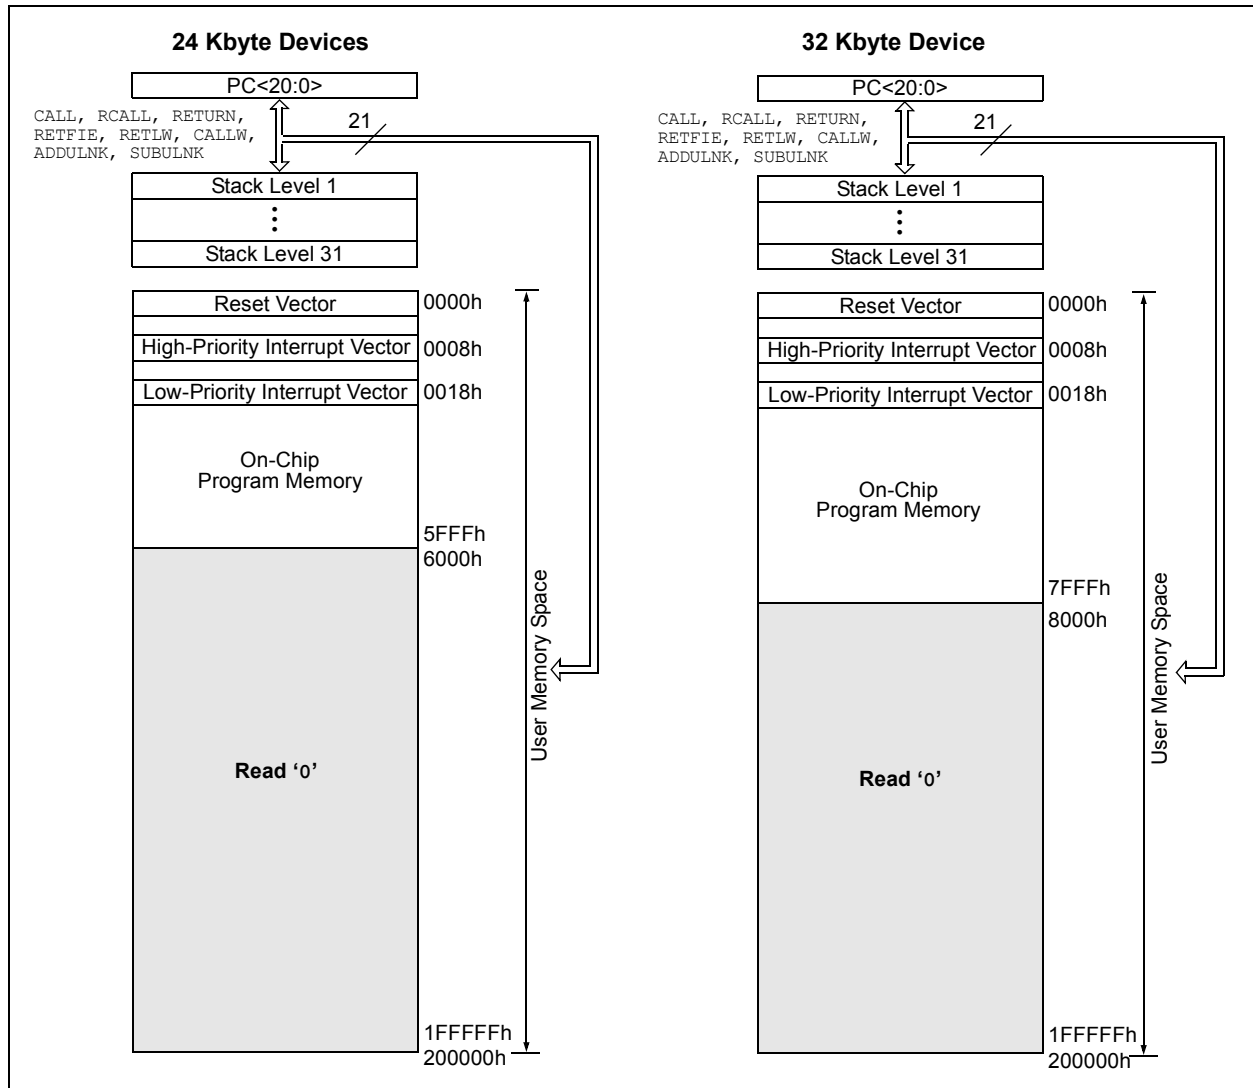 24 Kbyte Devices
PC<20:0>
CALL, RCALL, RETURN,
RETFIE, RETLW, CALLW,
ADDULNK, SUBULNK
21
Stack Level 1
Stack Level 31
Reset Vector
0000h
High-Priority Interrupt Vector
0008h
Low-Priority Interrupt Vector
0018h
On-Chip
Program Memory
5FFFh
6000h
Read ‘0’
User Memory Space
1FFFFFh
200000h
32 Kbyte Device
PC<20:0>
CALL, RCALL, RETURN,
RETFIE, RETLW, CALLW,
ADDULNK, SUBULNK
21
Stack Level 1
Stack Level 31
Reset Vector
0000h
High-Priority Interrupt Vector
0008h
Low-Priority Interrupt Vector
0018h
On-Chip
Program Memory
7FFFh
8000h
Read ‘0’
User Memory Space
1FFFFFh
200000h